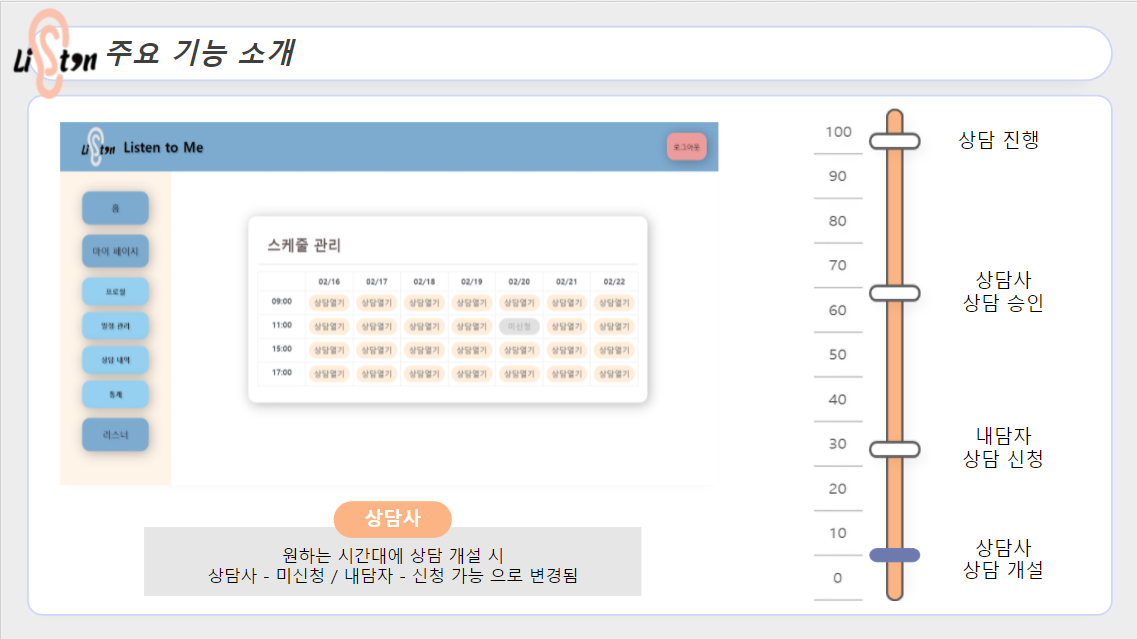 Liston 주요 기능 소개
Liston Listen to Me
로그아웃
홈
마이 페이지
프로필
일정 관리
상담 내역
통계
리스너
스케줄 관리
02/16 02/17 02/18 02/19 02/20 02/21 02/22
09:00 상담열기 상담열기 상담열기 상담열기 상담열기 상담열기 상담열기
11:00 상담열기 상담열기 상담열기 상담열기 미신청 상담열기 상담열기
15:00 상담열기 상담열기 상담열기 상담열기 상담열기 상담열기 상담열기
17:00 상담열기 상담열기 상담열기 상담열기 상담열기 상담열기 상담열기
상담사
원하는 시간대에 상담 개설 시
상담사 - 미신청 / 내담자 - 신청 가능 으로 변경됨
100
90
80
70
60
50
40
30
20
10
0
상담 진행
상담사
상담 승인
내담자
상담 신청
상담사
상담 개설